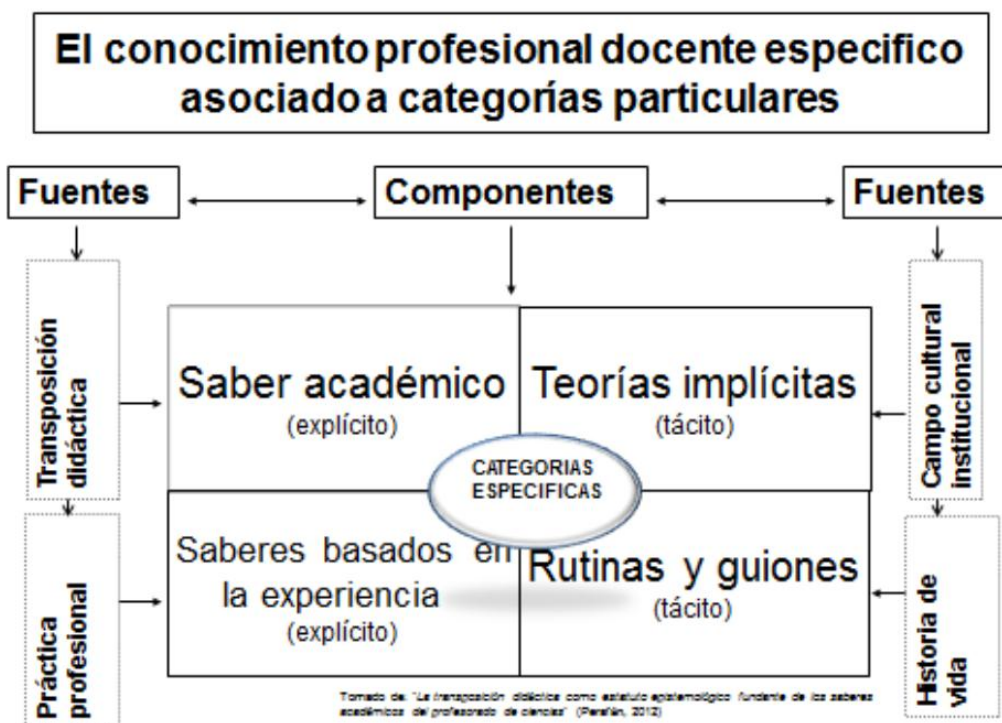 El conocimiento profesional docente especifico
asociado a categorías particulares
Fuentes
Componentes
Fuentes
Transposición
didáctica
Saber académico
(explícito)
Teorías implícitas
(tácito)
Campo cultural
institucional
CATEGORIAS
ESPECIFICAS
Práctica
profesional
Saberes basados en
la experiencia
(explícito)
Rutinas y guiones
(tácito)
Historia de
vida
Tomado de: "La transposición didáctica como estatuto epistemológico fundante de los saberes
académicos del profesorado de ciencias" (Perafán, 2012)